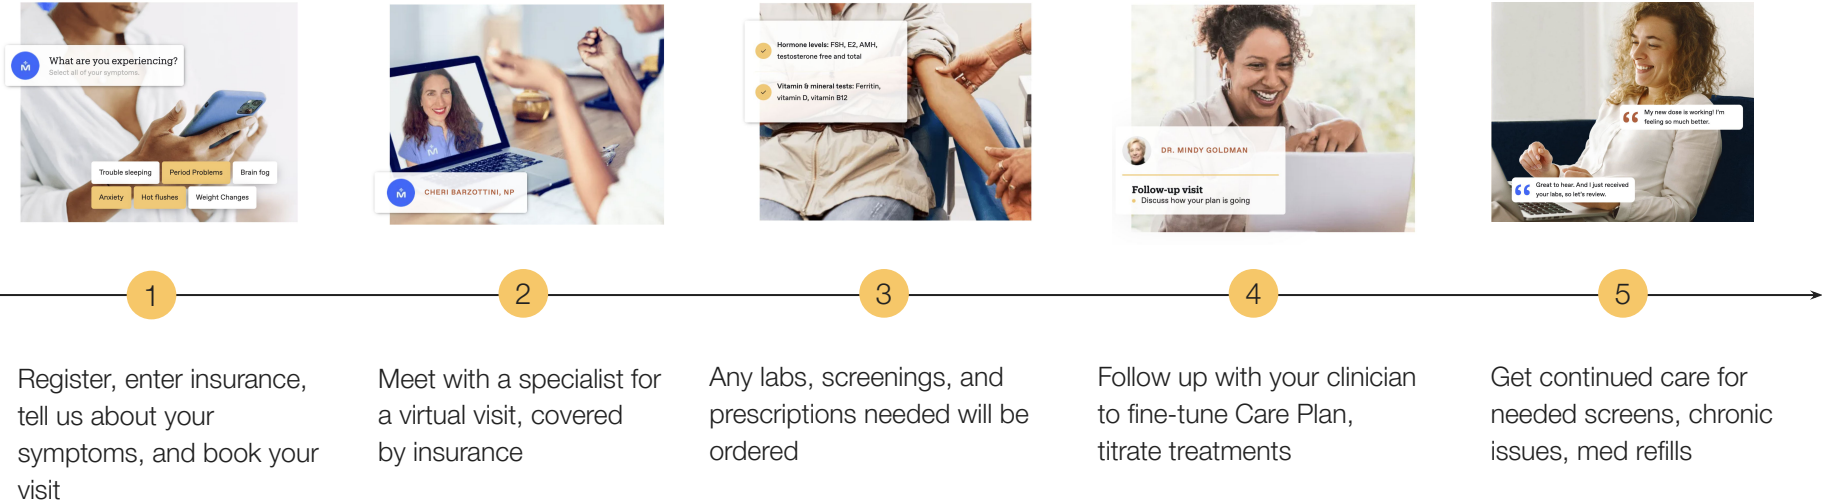 What are you experiencing?
Select all of your symptoms.
Trouble sleeping
Period Problems
Brain fog
Anxiety
Hot flushes
Weight Changes
M
CHERI BARZOTTINI, NP
Hormone levels: FSH, E2, AMH,
testosterone free and total
Vitamin & mineral tests: Ferritin,
vitamin D, vitamin B12
DR. MINDY GOLDMAN
Follow-up visit
Discuss how your plan is going
My new dose is working! I'm
feeling so much better.
Great to hear. And I just received
your labs, so let's review.
1
2
3
4
5
Register, enter insurance,
tell us about your
symptoms, and book your
visit
Meet with a specialist for
a virtual visit, covered
by insurance
Any labs, screenings, and
prescriptions needed will be
ordered
Follow up with your clinician
to fine-tune Care Plan,
titrate treatments
Get continued care for
needed screens, chronic
issues, med refills